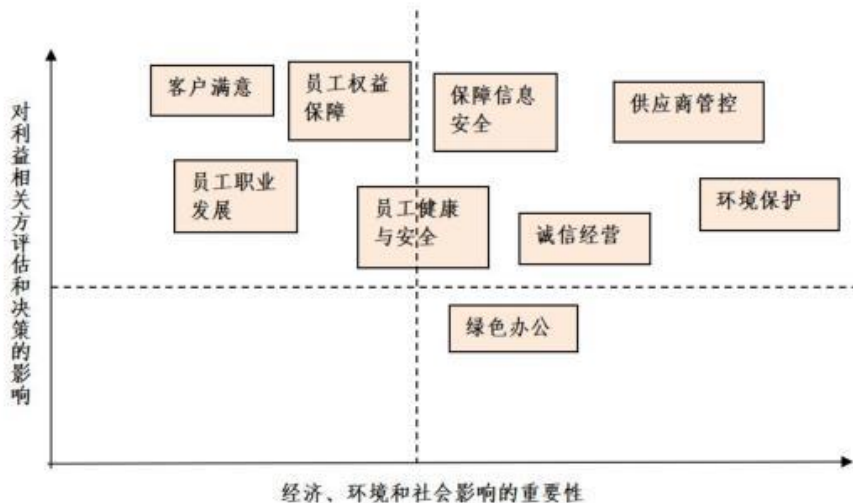 对利益相关方评估和决策的影响
客户满意
员工权益
保障
保障信息
安全
供应商管控
员工职业
发展
员工健康
与安全
诚信经营
环境保护
绿色办公
经济、环境和社会影响的重要性